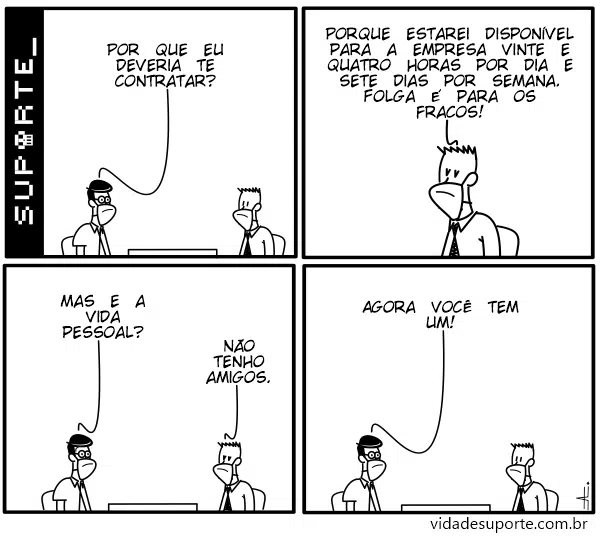 SUPORTE_
POR QUE EU
DEVERIA TE
CONTRATAR?
PORQUE ESTAREI DISPONÍVEL
PARA A EMPRESA VINTE E
QUATRO HORAS POR DIA E
SETE DIAS POR SEMANA.
FOLGA É PARA OS
FRACOS!
MAS E A
VIDA
PESSOAL?
NÃO
TENHO
AMIGOS.
AGORA VOCÊ TEM
UM!
vidadesuporte.com.br